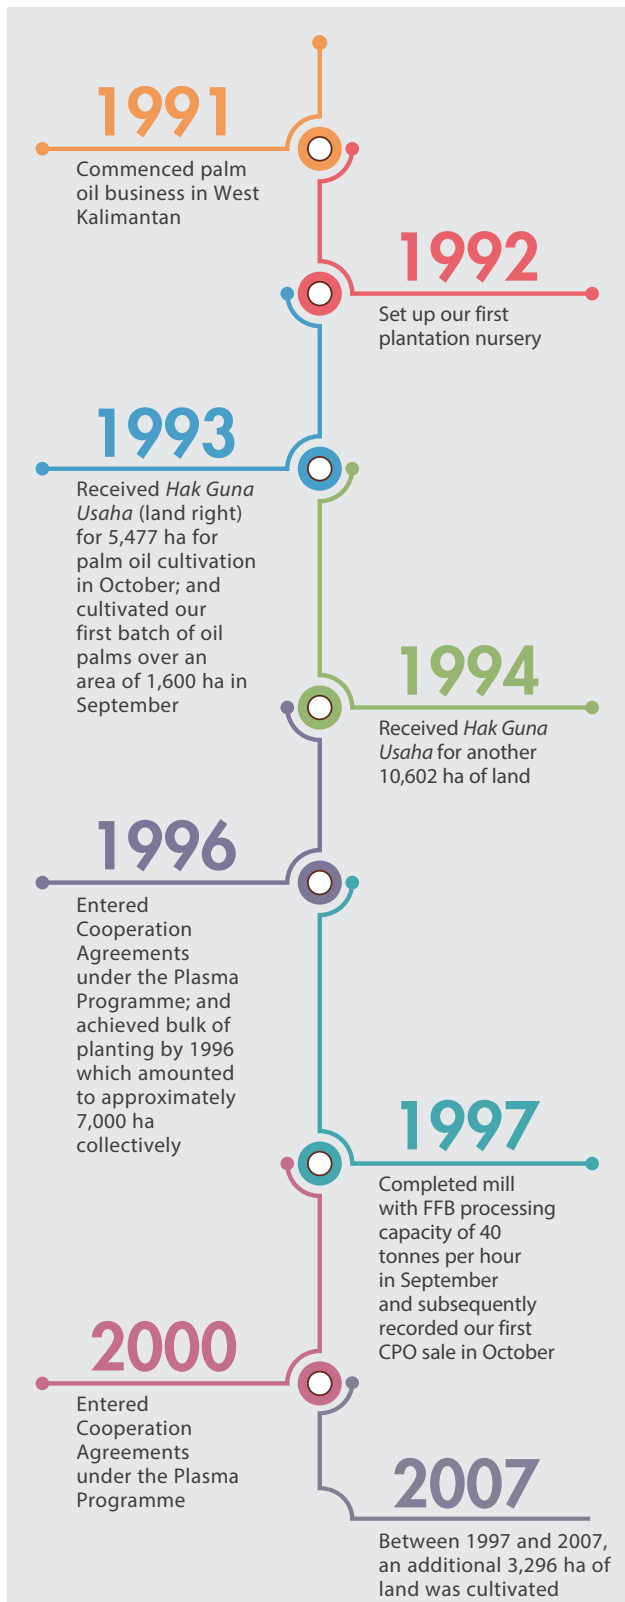 1991
Commenced palm
oil business in West
Kalimantan
1992
Set up our first
plantation nursery
1993
Received Hak Guna
Usaha (land right)
for 5,477 ha for
palm oil cultivation
in October; and
cultivated our
first batch of oil
palms over an
area of 1,600 ha in
September
1994
Received Hak Guna
Usaha for another
10,602 ha of land
1996
Entered
Cooperation
Agreements
under the Plasma
Programme; and
achieved bulk of
planting by 1996
which amounted
to approximately
7,000 ha
collectively
1997
Completed mill
with FFB processing
capacity of 40
tonnes per hour
in September
and subsequently
recorded our first
CPO sale in October
2000
Entered
Cooperation
Agreements
under the Plasma
Programme
2007
Between 1997 and 2007,
an additional 3,296 ha of
land was cultivated